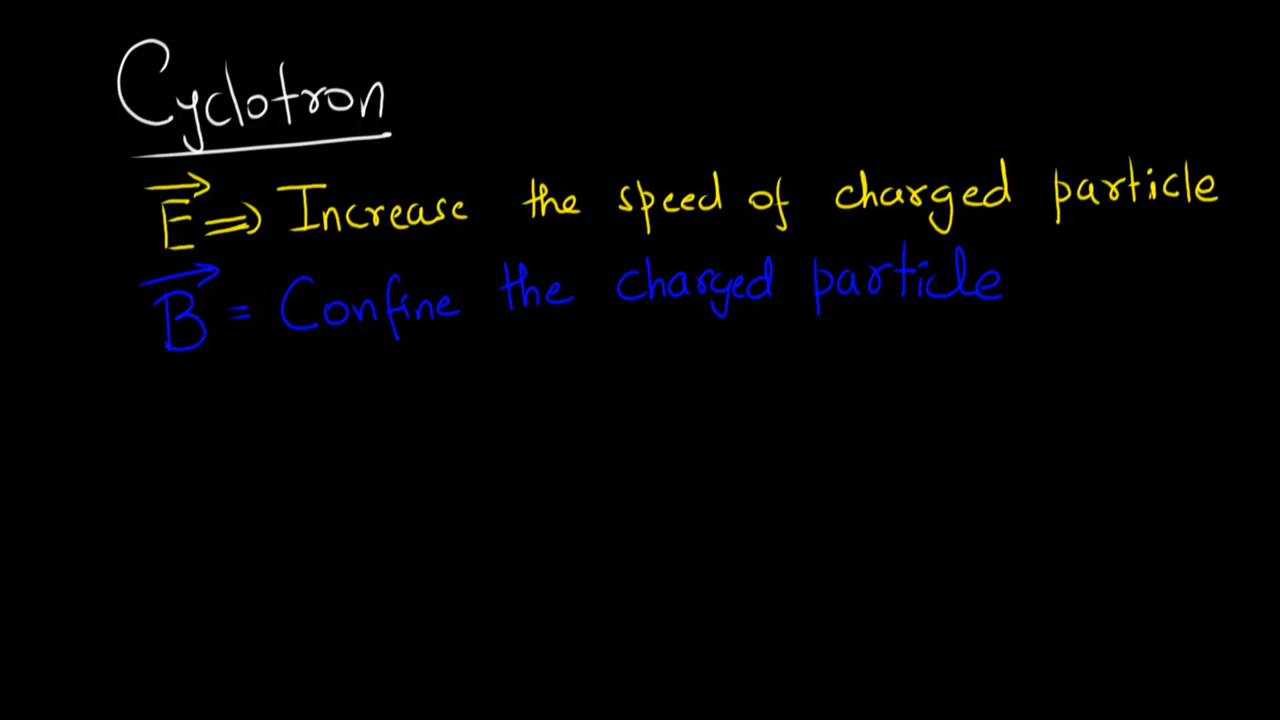 Cyclotron
E => Increase the speed of charged particle
B = Confine the charged particle